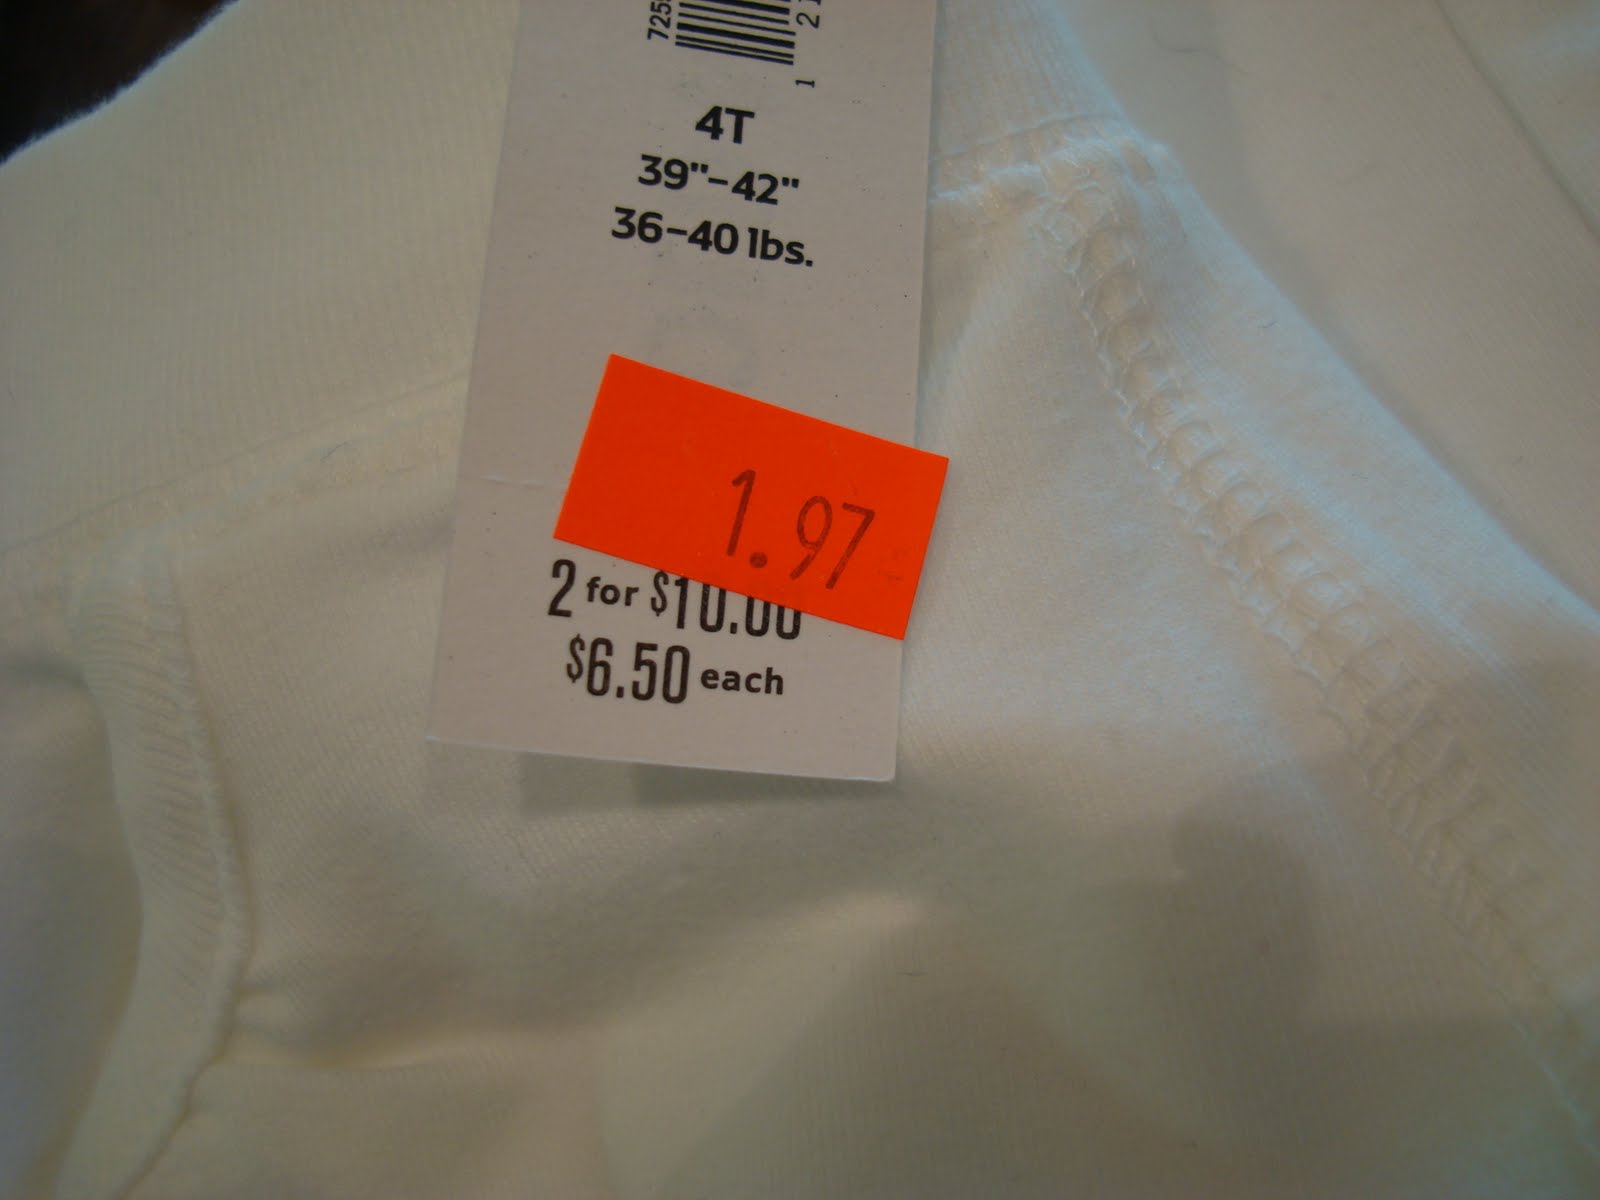 4T
39"-42"
36-40 lbs.
1.97
2 for $10.00
$6.50 each